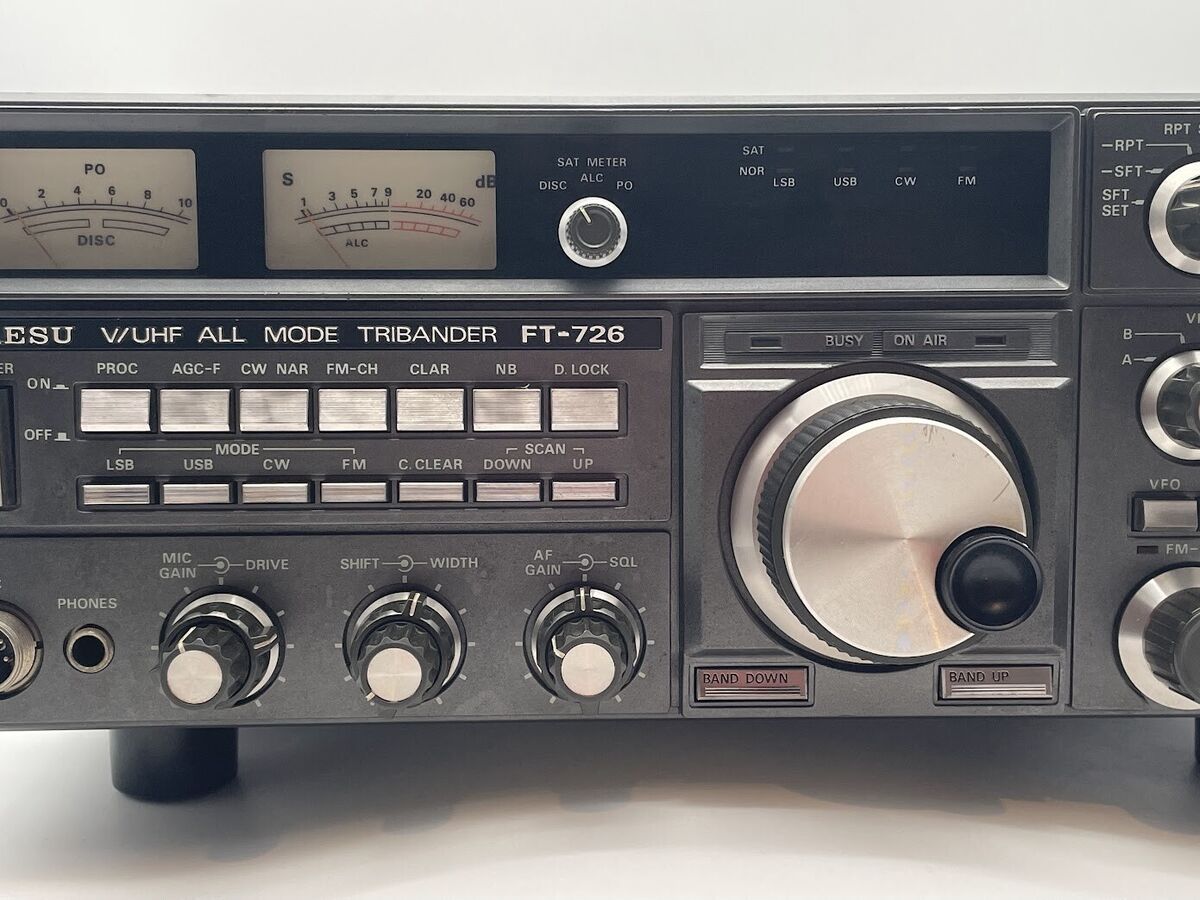 PO
0 2 4 6 8 10
DISC
S dB
1 3 5 7 9 20 40 60
ALC
SAT METER
ALC
DISC PO
SAT
NOR
LSB USB CW FM
RPT S
RPT
SFT
SFT
SET
AESU V/UHF ALL MODE TRIBANDER FT-726
ER
ON
OFF
PROC AGC-F CW NAR FM-CH CLAR NB D. LOCK
MODE SCAN
LSB USB CW FM C. CLEAR DOWN UP
BUSY ON AIR
B
A
VFO
FM-
MIC
GAIN DRIVE
SHIFT WIDTH
AF
GAIN SQL
PHONES
BAND DOWN BAND UP